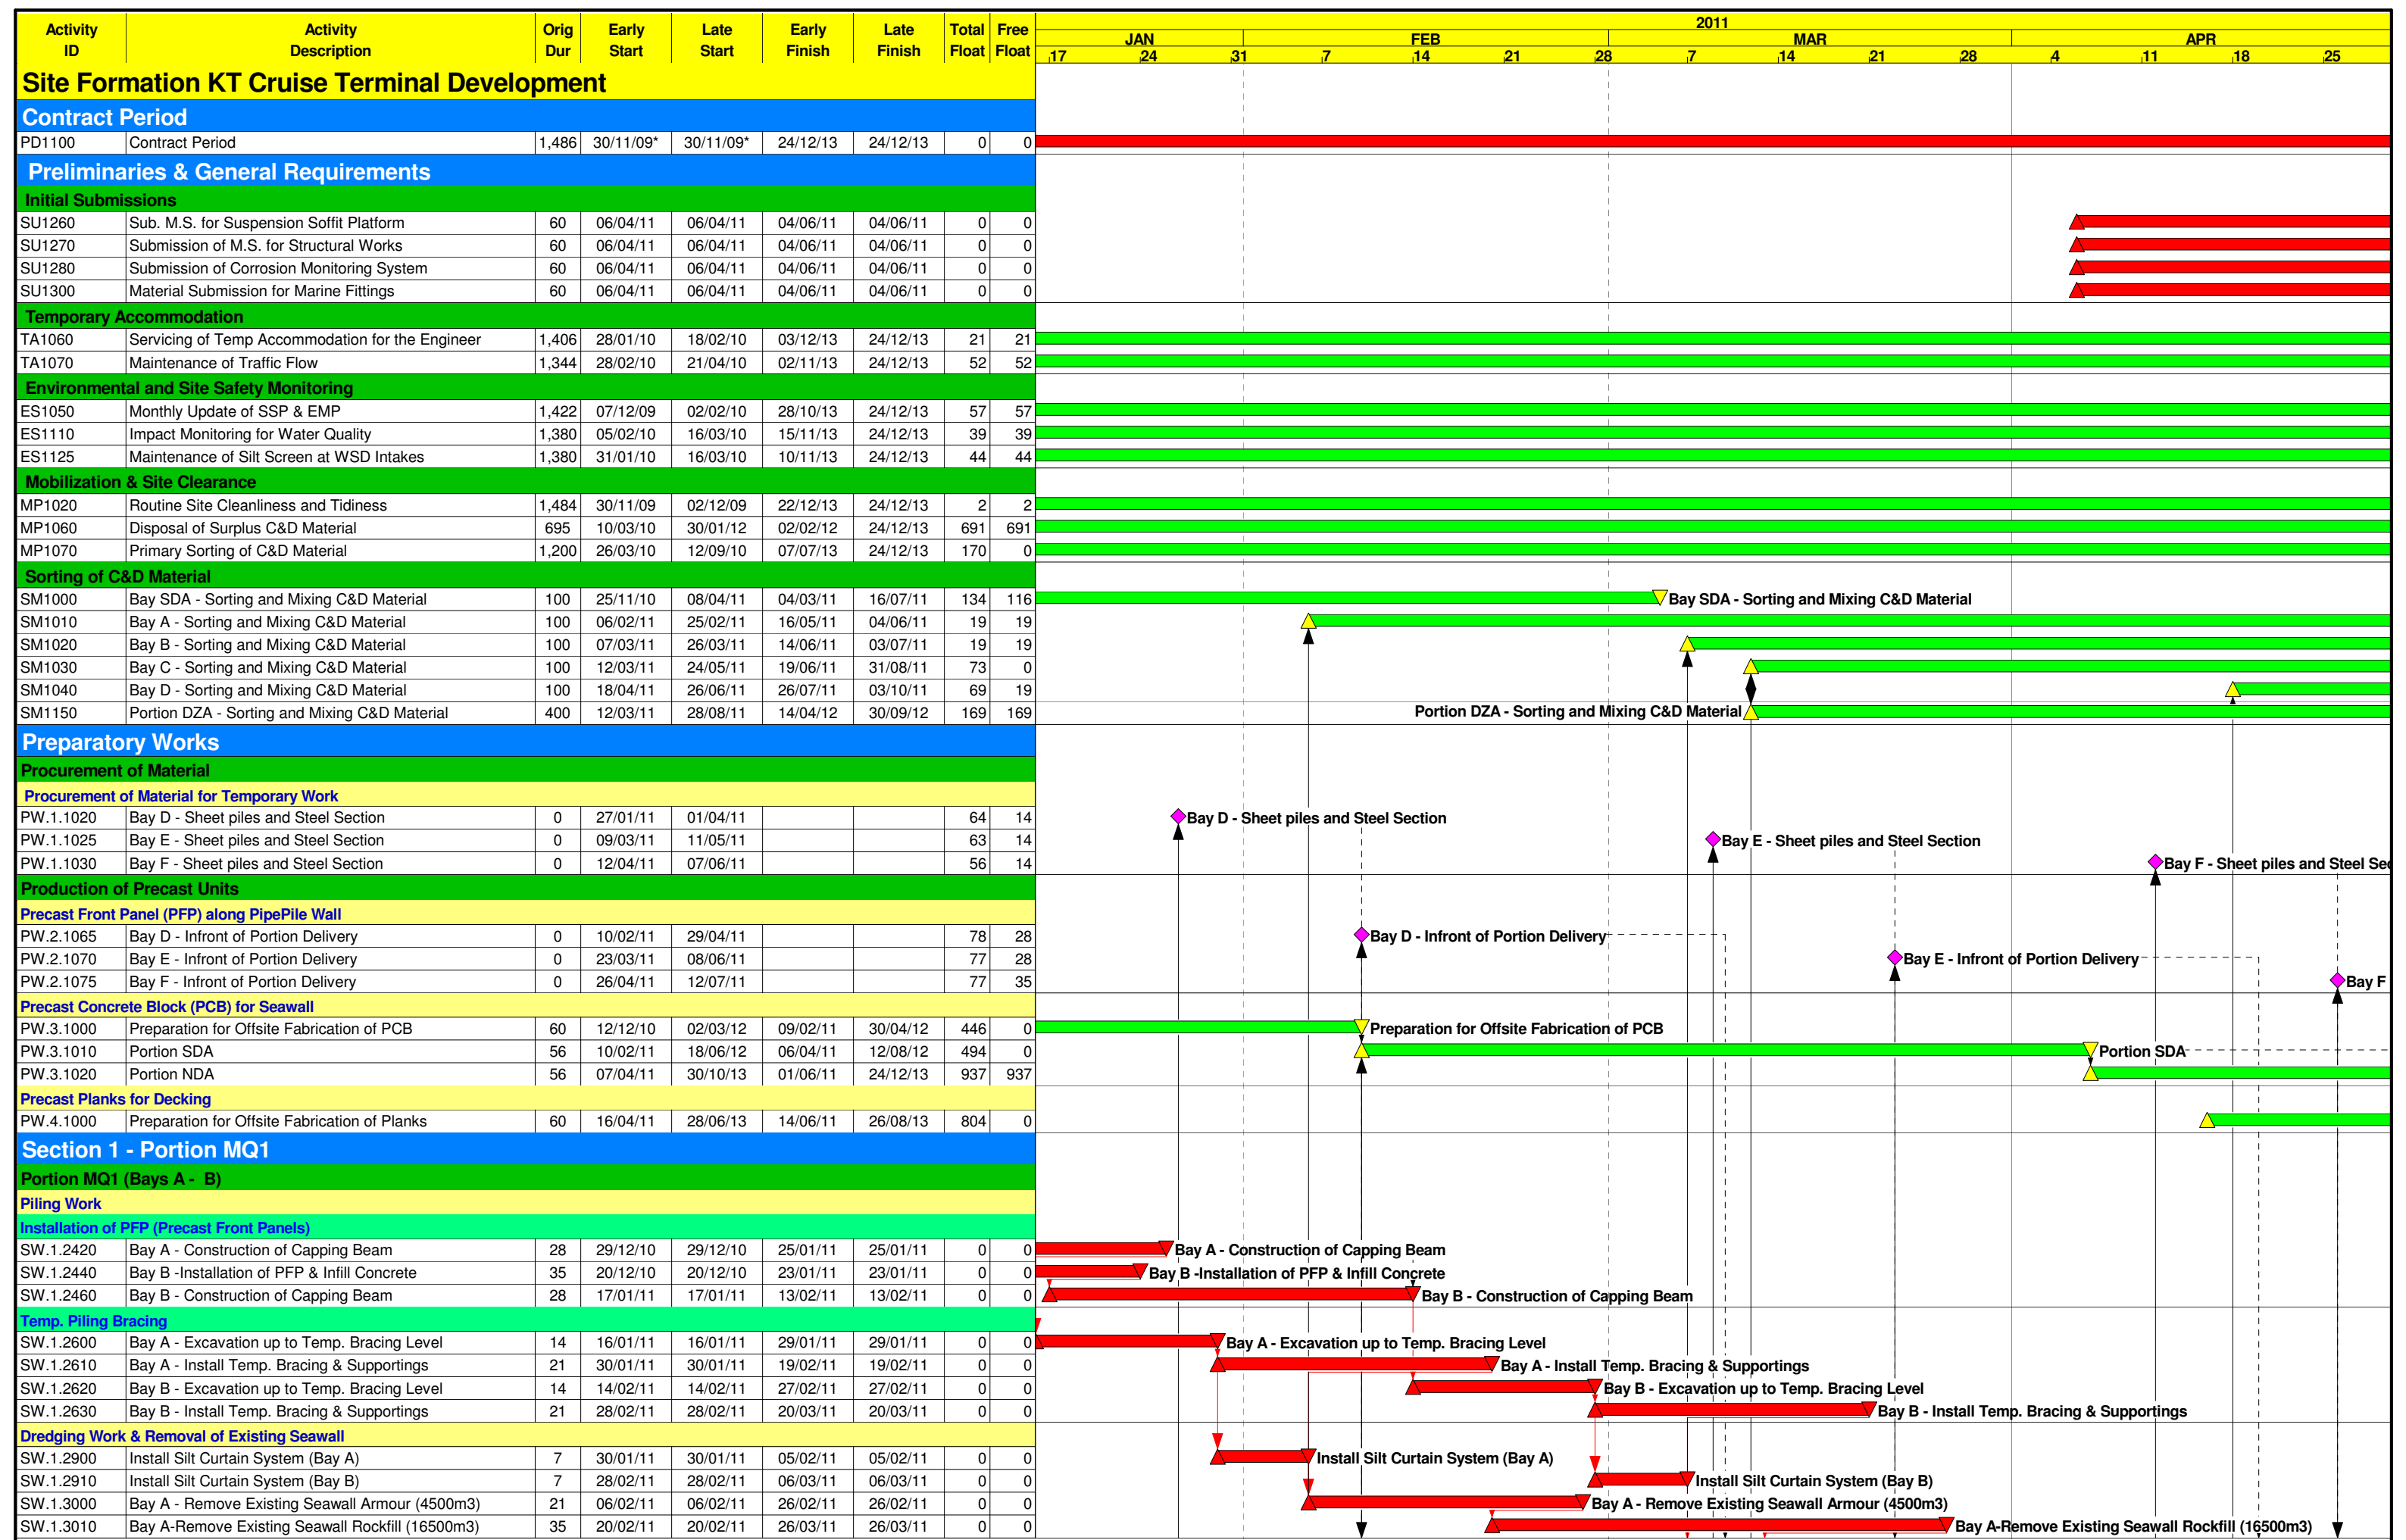 Activity Activity Orig Early Late Early Late Total Free 2011
ID Description Dur Start Start Finish Finish Float Float JAN FEB MAR APR
17 24 31 7 14 21 28 7 14 21 28 4 11 18 25
Site Formation KT Cruise Terminal Development
Contract Period
PD1100 Contract Period 1,486 30/11/09* 30/11/09* 24/12/13 24/12/13 0 0
Preliminaries & General Requirements
Initial Submissions
SU1260 Sub. M.S. for Suspension Soffit Platform 60 06/04/11 06/04/11 04/06/11 04/06/11 0 0
SU1270 Submission of M.S. for Structural Works 60 06/04/11 06/04/11 04/06/11 04/06/11 0 0
SU1280 Submission of Corrosion Monitoring System 60 06/04/11 06/04/11 04/06/11 04/06/11 0 0
SU1300 Material Submission for Marine Fittings 60 06/04/11 06/04/11 04/06/11 04/06/11 0 0
Temporary Accommodation
TA1060 Servicing of Temp Accommodation for the Engineer 1,406 28/01/10 18/02/10 03/12/13 24/12/13 21 21
TA1070 Maintenance of Traffic Flow 1,344 28/02/10 21/04/10 02/11/13 24/12/13 52 52
Environmental and Site Safety Monitoring
ES1050 Monthly Update of SSP & EMP 1,422 07/12/09 02/02/10 28/10/13 24/12/13 57 57
ES1110 Impact Monitoring for Water Quality 1,380 05/02/10 16/03/10 15/11/13 24/12/13 39 39
ES1125 Maintenance of Silt Screen at WSD Intakes 1,380 31/01/10 16/03/10 10/11/13 24/12/13 44 44
Mobilization & Site Clearance
MP1020 Routine Site Cleanliness and Tidiness 1,484 30/11/09 02/12/09 22/12/13 24/12/13 2 2
MP1060 Disposal of Surplus C&D Material 695 10/03/10 30/01/12 02/02/12 24/12/13 691 691
MP1070 Primary Sorting of C&D Material 1,200 26/03/10 12/09/10 07/07/13 24/12/13 170 0
Sorting of C&D Material
SM1000 Bay SDA - Sorting and Mixing C&D Material 100 25/11/10 08/04/11 04/03/11 16/07/11 134 116 Bay SDA - Sorting and Mixing C&D Material
SM1010 Bay A - Sorting and Mixing C&D Material 100 06/02/11 25/02/11 16/05/11 04/06/11 19 19
SM1020 Bay B - Sorting and Mixing C&D Material 100 07/03/11 26/03/11 14/06/11 03/07/11 19 19
SM1030 Bay C - Sorting and Mixing C&D Material 100 12/03/11 24/05/11 19/06/11 31/08/11 73 0
SM1040 Bay D - Sorting and Mixing C&D Material 100 18/04/11 26/06/11 26/07/11 03/10/11 69 19
SM1150 Portion DZA - Sorting and Mixing C&D Material 400 12/03/11 28/08/11 14/04/12 30/09/12 169 169 Portion DZA - Sorting and Mixing C&D Material
Preparatory Works
Procurement of Material
Procurement of Material for Temporary Work
PW.1.1020 Bay D - Sheet piles and Steel Section 0 27/01/11 01/04/11 64 14 Bay D - Sheet piles and Steel Section
PW.1.1025 Bay E - Sheet piles and Steel Section 0 09/03/11 11/05/11 63 14 Bay E - Sheet piles and Steel Section
PW.1.1030 Bay F - Sheet piles and Steel Section 0 12/04/11 07/06/11 56 14 Bay F - Sheet piles and Steel Sec
Production of Precast Units
Precast Front Panel (PFP) along PipePile Wall
PW.2.1065 Bay D - Infront of Portion Delivery 0 10/02/11 29/04/11 78 28 Bay D - Infront of Portion Delivery
PW.2.1070 Bay E - Infront of Portion Delivery 0 23/03/11 08/06/11 77 28 Bay E - Infront of Portion Delivery
PW.2.1075 Bay F - Infront of Portion Delivery 0 26/04/11 12/07/11 77 35 Bay F
Precast Concrete Block (PCB) for Seawall
PW.3.1000 Preparation for Offsite Fabrication of PCB 60 12/12/10 02/03/12 09/02/11 30/04/12 446 0 Preparation for Offsite Fabrication of PCB
PW.3.1010 Portion SDA 56 10/02/11 18/06/12 06/04/11 12/08/12 494 0 Portion SDA
PW.3.1020 Portion NDA 56 07/04/11 30/10/13 01/06/11 24/12/13 937 937
Precast Planks for Decking
PW.4.1000 Preparation for Offsite Fabrication of Planks 60 16/04/11 28/06/13 14/06/11 26/08/13 804 0
Section 1 - Portion MQ1
Portion MQ1 (Bays A - B)
Piling Work
Installation of PFP (Precast Front Panels)
SW.1.2420 Bay A - Construction of Capping Beam 28 29/12/10 29/12/10 25/01/11 25/01/11 0 0 Bay A - Construction of Capping Beam
SW.1.2440 Bay B -Installation of PFP & Infill Concrete 35 20/12/10 20/12/10 23/01/11 23/01/11 0 0 Bay B -Installation of PFP & Infill Concrete
SW.1.2460 Bay B - Construction of Capping Beam 28 17/01/11 17/01/11 13/02/11 13/02/11 0 0 Bay B - Construction of Capping Beam
Temp. Piling Bracing
SW.1.2600 Bay A - Excavation up to Temp. Bracing Level 14 16/01/11 16/01/11 29/01/11 29/01/11 0 0 Bay A - Excavation up to Temp. Bracing Level
SW.1.2610 Bay A - Install Temp. Bracing & Supportings 21 30/01/11 30/01/11 19/02/11 19/02/11 0 0 Bay A - Install Temp. Bracing & Supportings
SW.1.2620 Bay B - Excavation up to Temp. Bracing Level 14 14/02/11 14/02/11 27/02/11 27/02/11 0 0 Bay B - Excavation up to Temp. Bracing Level
SW.1.2630 Bay B - Install Temp. Bracing & Supportings 21 28/02/11 28/02/11 20/03/11 20/03/11 0 0 Bay B - Install Temp. Bracing & Supportings
Dredging Work & Removal of Existing Seawall
SW.1.2900 Install Silt Curtain System (Bay A) 7 30/01/11 30/01/11 05/02/11 05/02/11 0 0 Install Silt Curtain System (Bay A)
SW.1.2910 Install Silt Curtain System (Bay B) 7 28/02/11 28/02/11 06/03/11 06/03/11 0 0 Install Silt Curtain System (Bay B)
SW.1.3000 Bay A - Remove Existing Seawall Armour (4500m3) 21 06/02/11 06/02/11 26/02/11 26/02/11 0 0 Bay A - Remove Existing Seawall Armour (4500m3)
SW.1.3010 Bay A-Remove Existing Seawall Rockfill (16500m3) 35 20/02/11 20/02/11 26/03/11 26/03/11 0 0 Bay A-Remove Existing Seawall Rockfill (16500m3)